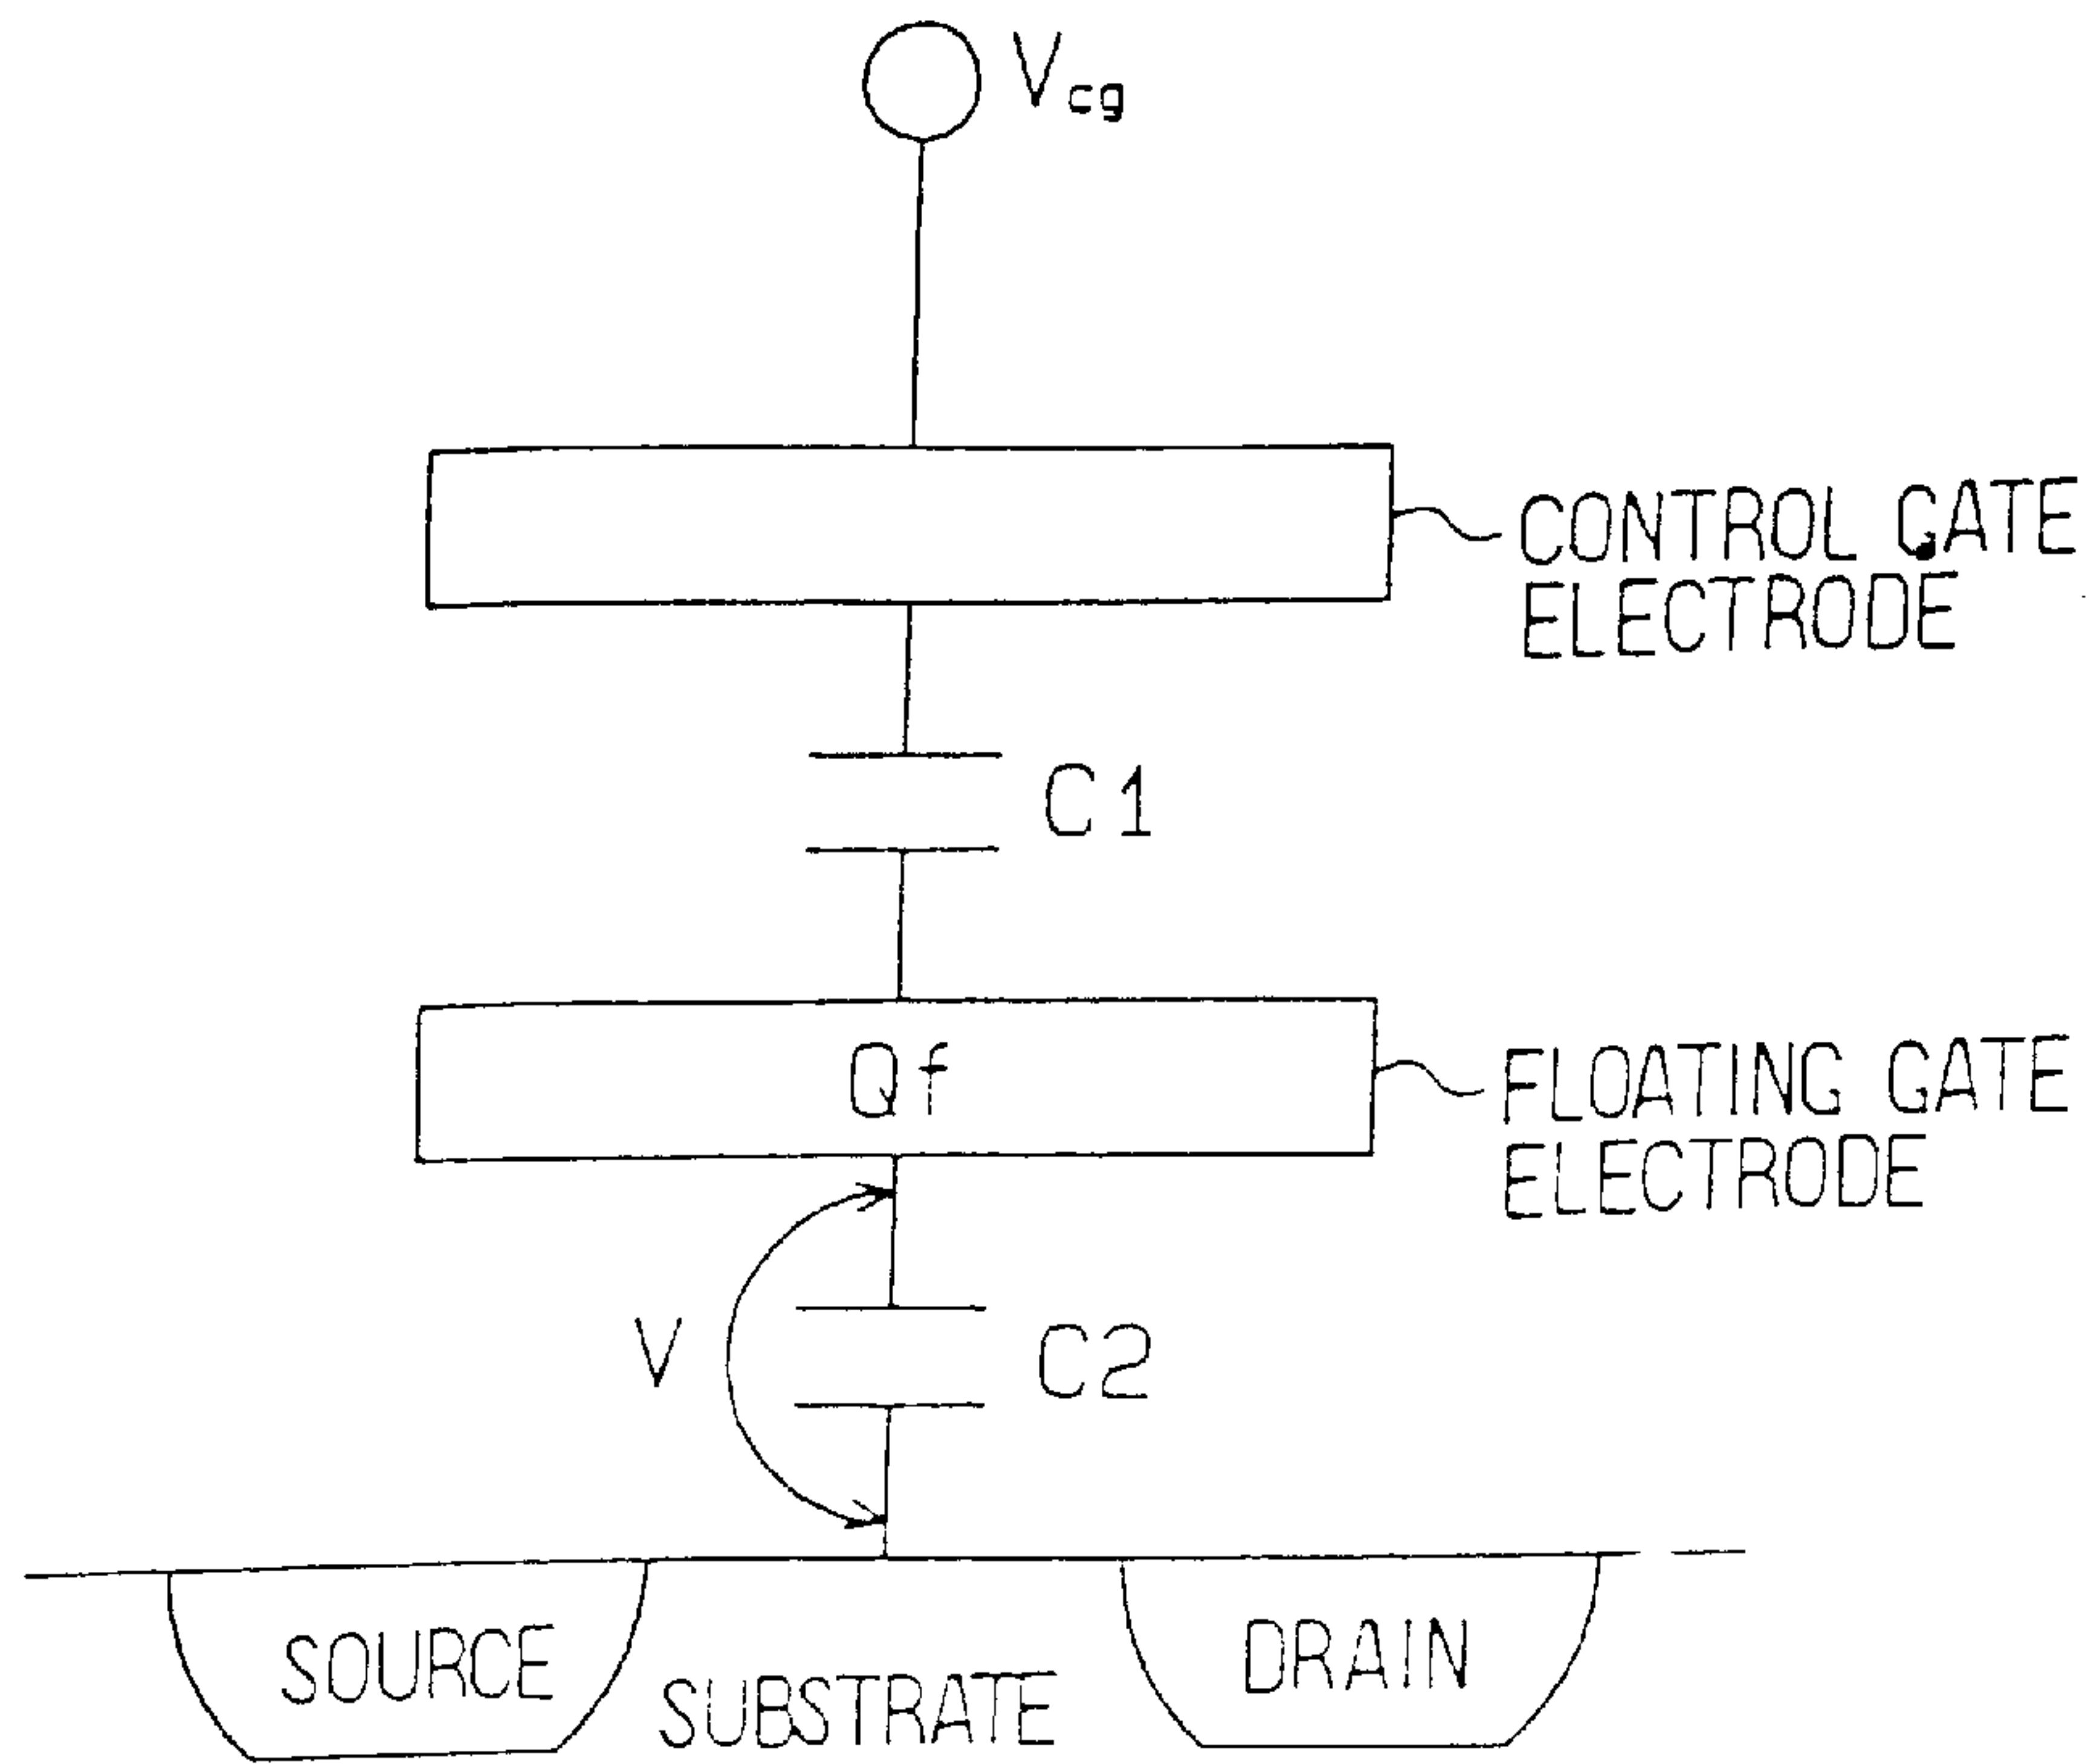 Vcg
CONTROL GATE
ELECTRODE
C1
Qf
FLOATING GATE
ELECTRODE
V
C2
SOURCE
SUBSTRATE
DRAIN